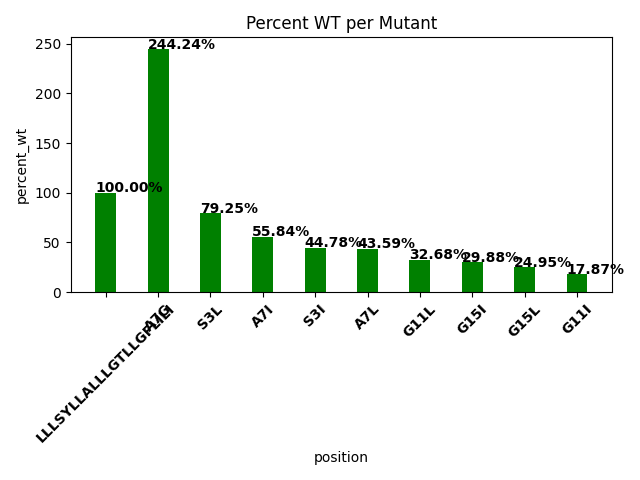 Percent WT per Mutant
percent_wt
250
200
150
100
50
0
100.00%
244.24%
79.25%
55.84%
44.78%
43.59%
32.68%
29.88%
24.95%
17.87%
A7G
S3L
A7I
S3I
A7L
G11L
G15I
G15L
G11I
position